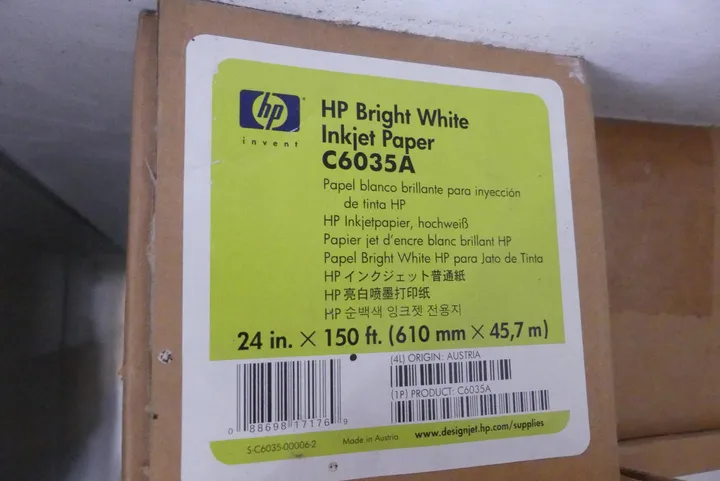 hp
invent
HP Bright White
Inkjet Paper
C6035A
Papel blanco brillante para inyección
de tinta HP
HP Inkjetpapier, hochweiß
Papier jet d'encre blanc brillant HP
Papel Bright White HP para Jato de Tinta
HP インクジェット普通紙
HP 亮白喷墨打印纸
HP 순백색 잉크젯 전용지
24 in. × 150 ft. (610 mm × 45,7 m)
(4L) ORIGIN: AUSTRIA
(1P) PRODUCT: C6035A
0 88698 17176 9
S-C6035-00006-2
Made in Austria
www.designjet.hp.com/supplies